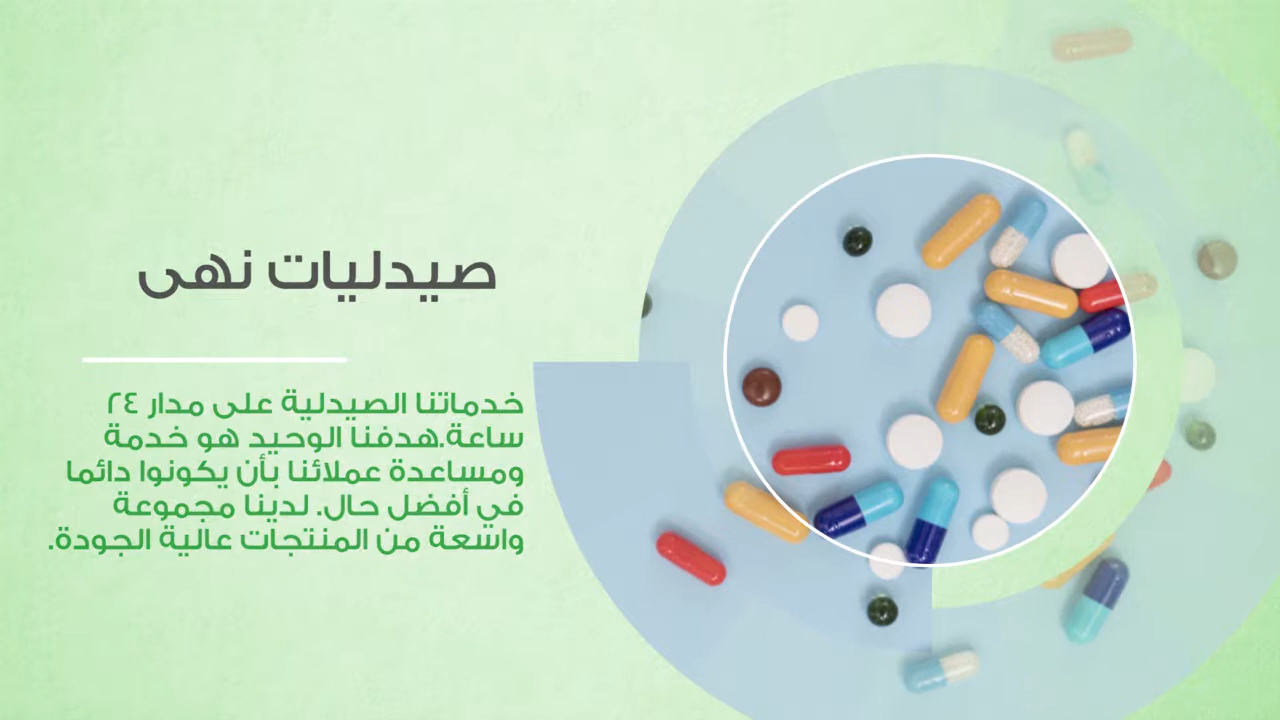 صيدليات نهى
خدماتنا الصيدلية على مدار ٢٤
ساعة.هدفنا الوحيد هو خدمة
ومساعدة عملائنا بأن يكونوا دائما
في أفضل حال. لدينا مجموعة
واسعة من المنتجات عالية الجودة.